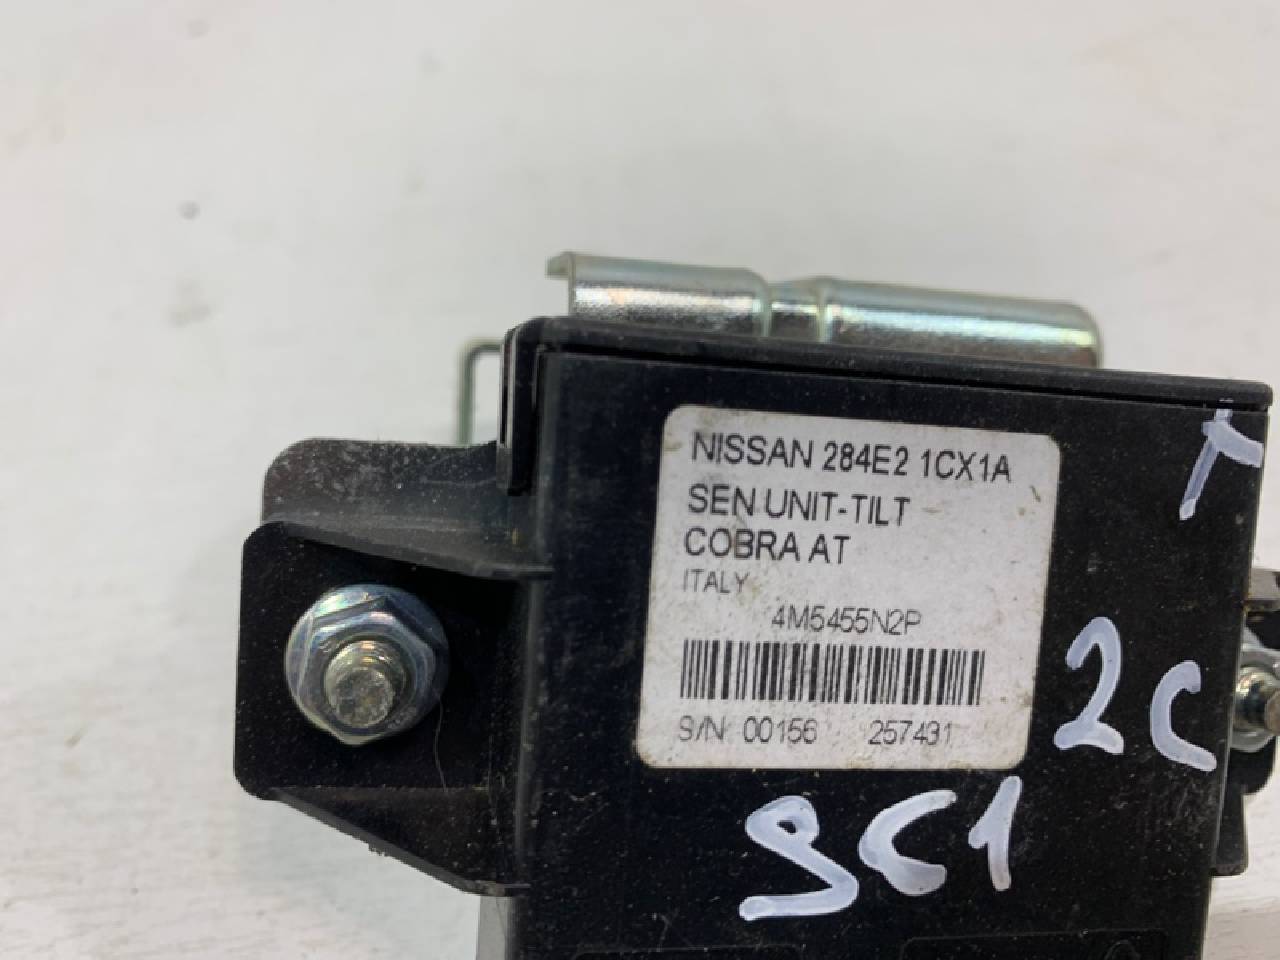 NISSAN 284E2 1CX1A
SEN UNIT-TILT
COBRA AT
ITALY
4M5455N2P
S/N 00156 257431
T
2C
SC1